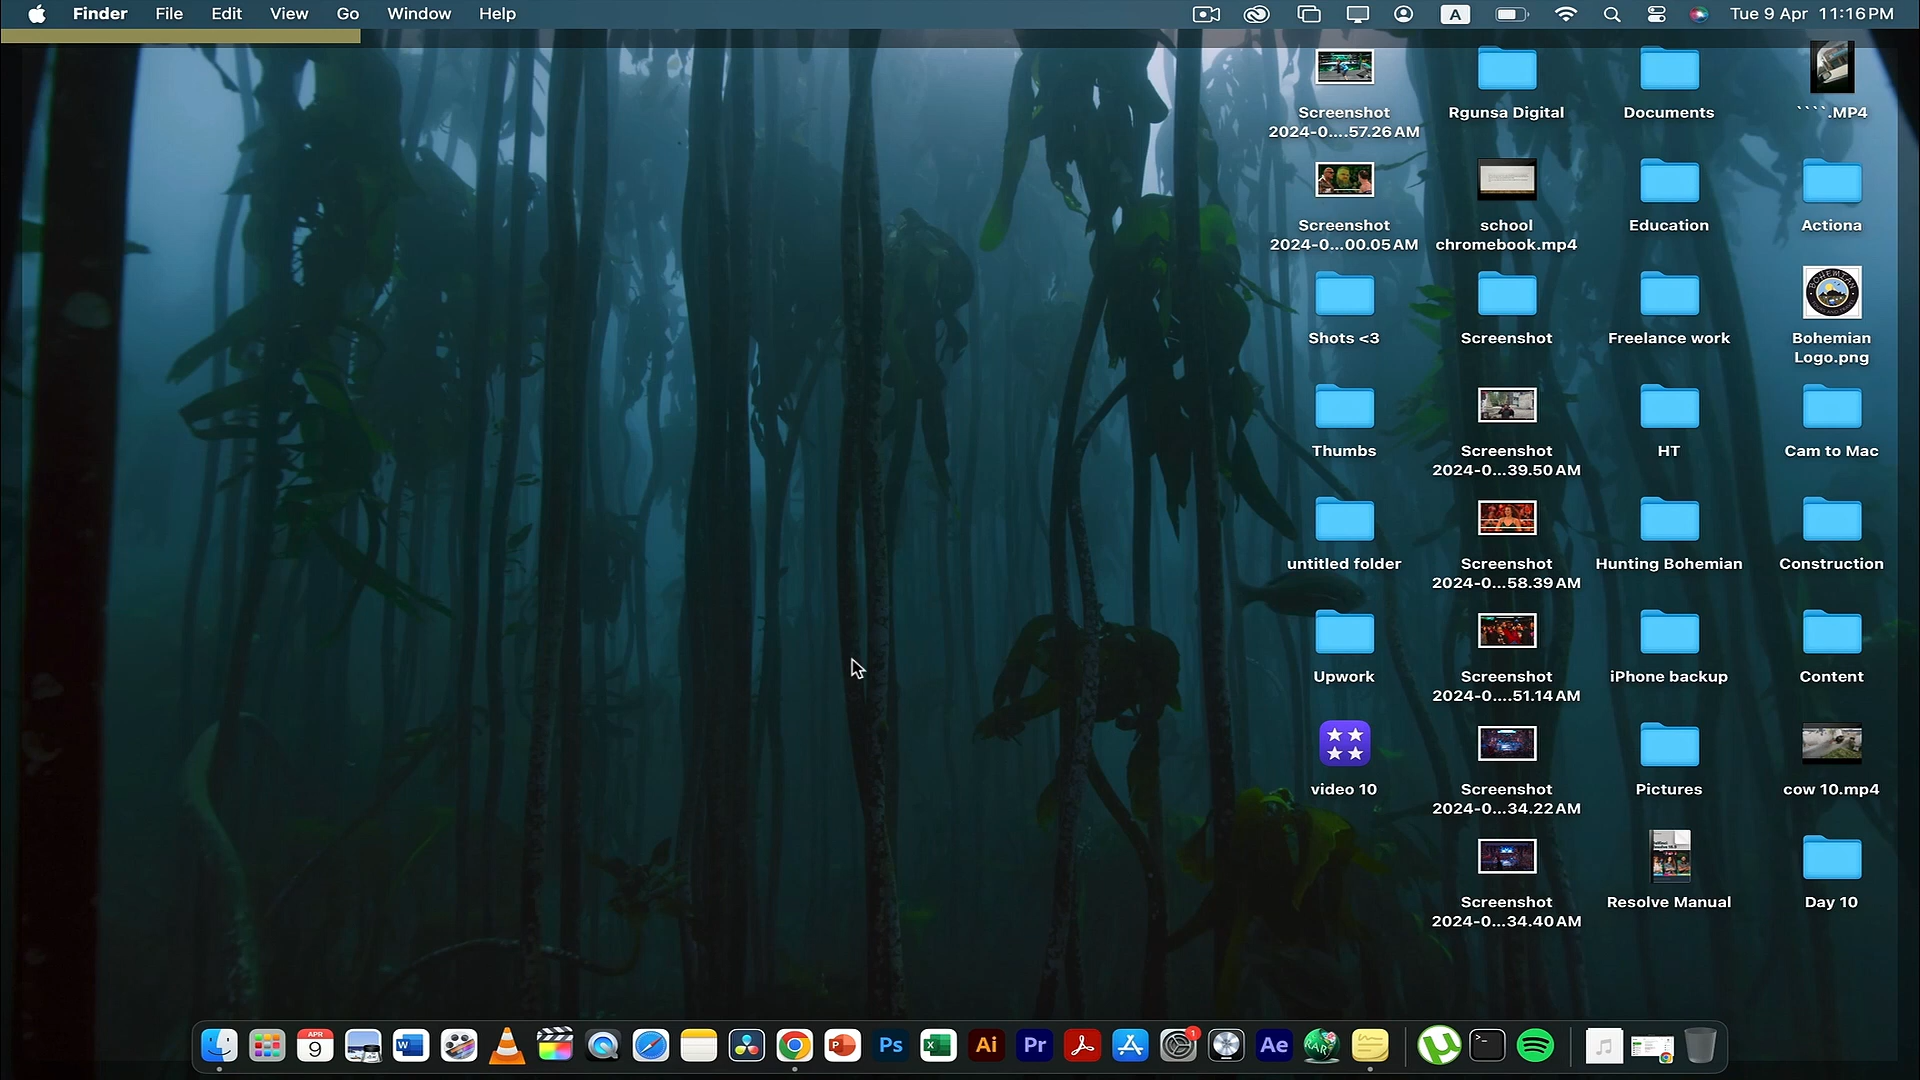 Finder File Edit View Go Window Help A Tue 9 Apr 11:16 PM
Screenshot
2024-0....57.26 AM
Rgunsa Digital
Documents
````.MP4
Screenshot
2024-0...00.05 AM
school
chromebook.mp4
Education
Actiona
Shots <3
Screenshot
Freelance work
Bohemian
Logo.png
Thumbs
Screenshot
2024-0...39.50 AM
HT
Cam to Mac
untitled folder
Screenshot
2024-0...58.39 AM
Hunting Bohemian
Construction
Upwork
Screenshot
2024-0....51.14 AM
iPhone backup
Content
video 10
Screenshot
2024-0...34.22 AM
Pictures
cow 10.mp4
Screenshot
2024-0...34.40 AM
Resolve Manual
Day 10
APR
9
W
P
Ps
X
Ai
Pr
1
Ae
KAR